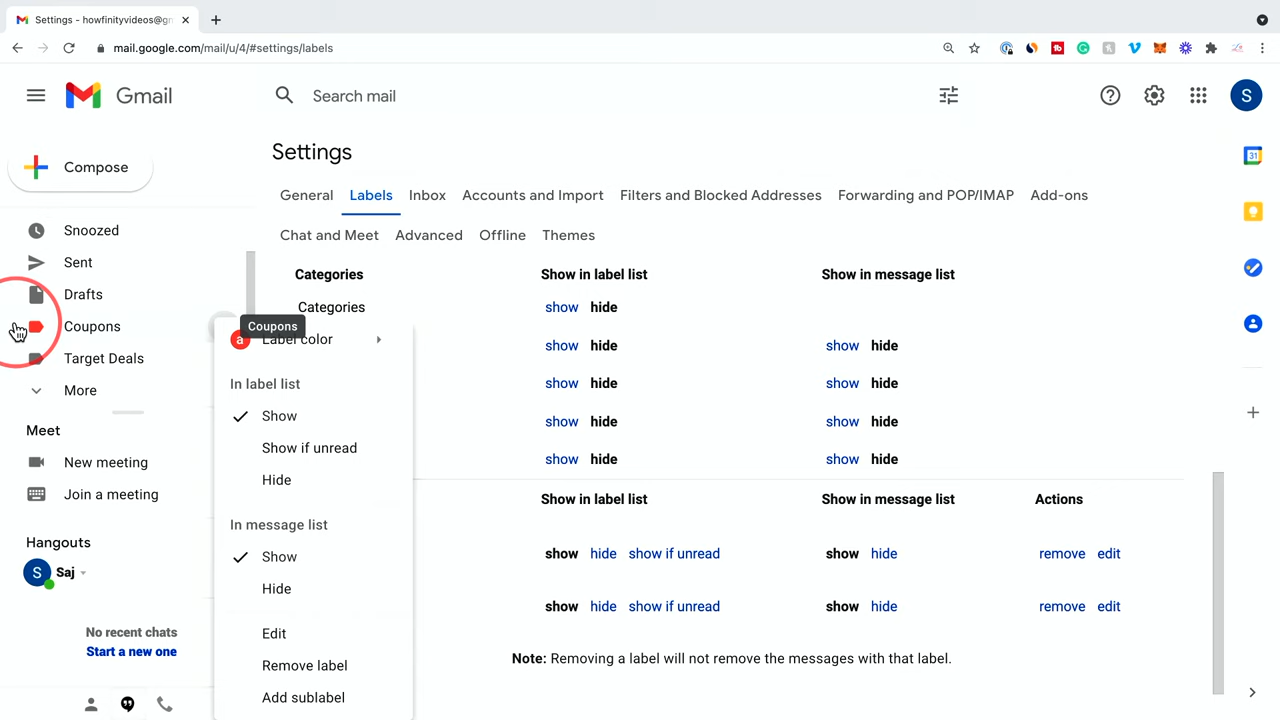 Settings - howfinityvideos@gn
mail.google.com/mail/u/4/#settings/labels
Gmail
Search mail
S
31
Compose
Settings
General Labels Inbox Accounts and Import Filters and Blocked Addresses Forwarding and POP/IMAP Add-ons
Chat and Meet Advanced Offline Themes
Snoozed
Sent
Drafts
Coupons
Target Deals
More
Meet
New meeting
Join a meeting
Hangouts
S Saj
No recent chats
Start a new one
Coupons
a Label color
In label list
Show
Show if unread
Hide
In message list
Show
Hide
Edit
Remove label
Add sublabel
Categories Show in label list Show in message list
Categories show hide
show hide show hide
show hide show hide
show hide show hide
show hide show hide
Show in label list Show in message list Actions
show hide show if unread show hide remove edit
show hide show if unread show hide remove edit
Note: Removing a label will not remove the messages with that label.